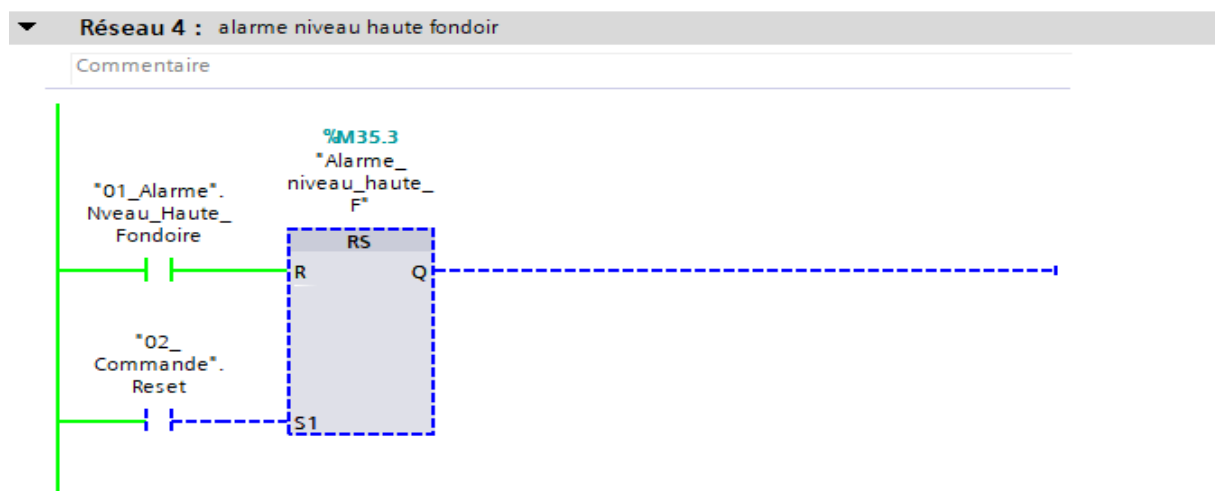 Réseau 4 : alarme niveau haute fondoir
Commentaire
%M35.3
"Alarme_
niveau_haute_
F"
"01_Alarme".
Nveau_Haute_
Fondoire
RS
R Q
"02_
Commande".
Reset
S1